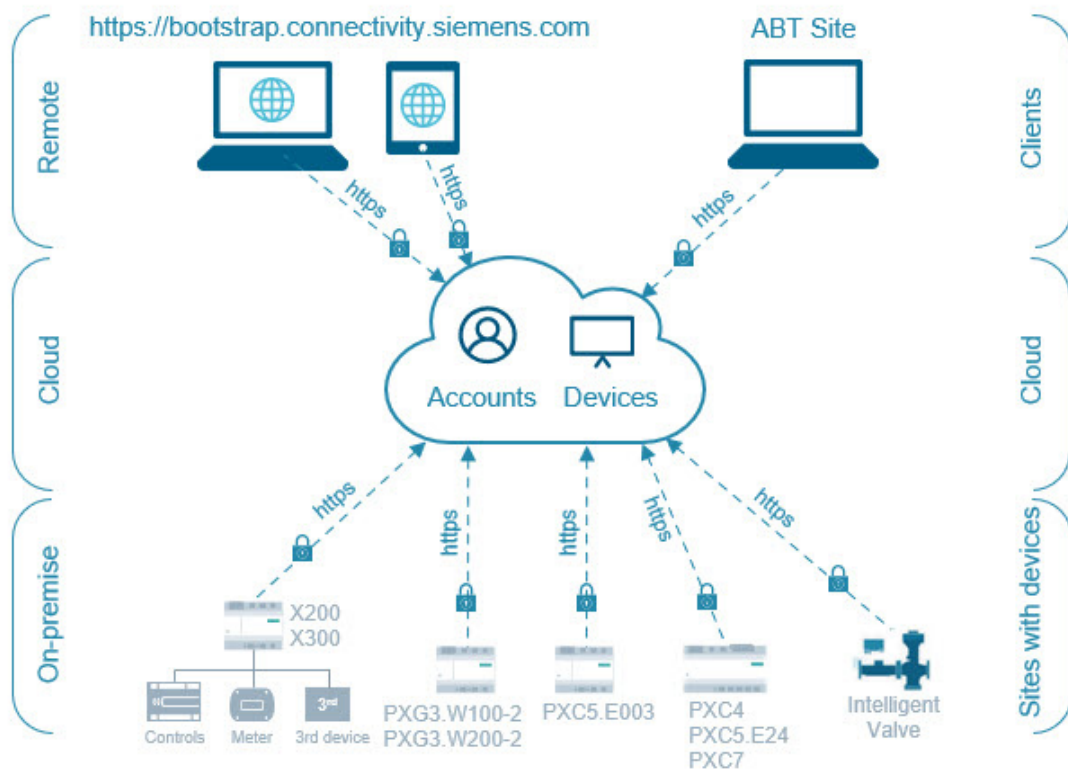 https://bootstrap.connectivity.siemens.com
ABT Site
Remote
Clients
https
https
https
Cloud
Accounts
Devices
Cloud
https
https
https
https
https
On-premise
Sites with devices
X200
X300
Controls
Meter
3rd
3rd device
PXG3.W100-2
PXG3.W200-2
PXC5.E003
PXC4
PXC5.E24
PXC7
Intelligent
Valve